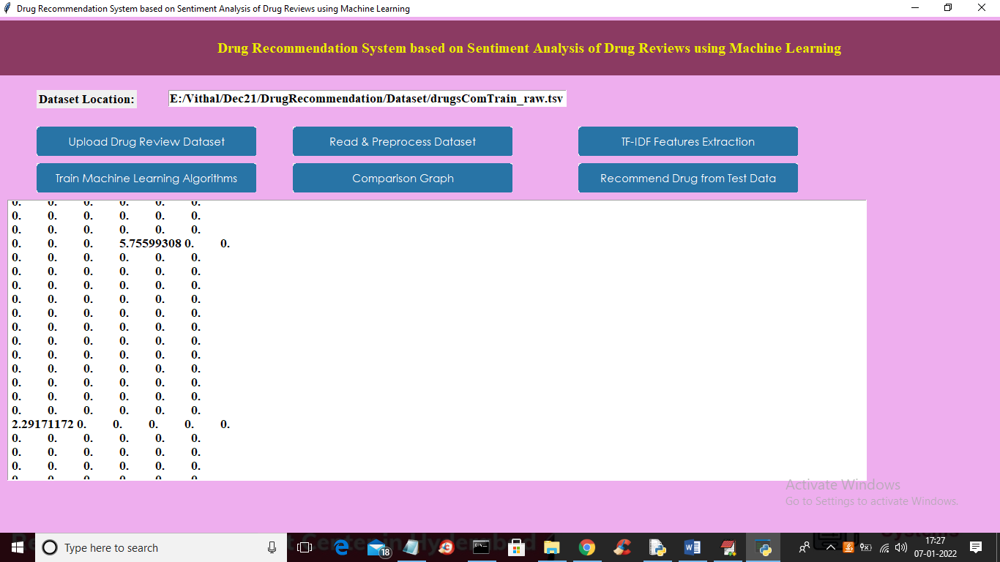 Drug Recommendation System based on Sentiment Analysis of Drug Reviews using Machine Learning
Drug Recommendation System based on Sentiment Analysis of Drug Reviews using Machine Learning
Dataset Location: E:/Vithal/Dec21/DrugRecommendation/Dataset/drugsComTrain_raw.tsv
Upload Drug Review Dataset Read & Preprocess Dataset TF-IDF Features Extraction
Train Machine Learning Algorithms Comparison Graph Recommend Drug from Test Data
0. 0. 0. 0. 0. 0.
0. 0. 0. 0. 0. 0.
0. 0. 0. 0. 0. 0.
0. 0. 0. 5.75599308 0. 0.
0. 0. 0. 0. 0. 0.
0. 0. 0. 0. 0. 0.
0. 0. 0. 0. 0. 0.
0. 0. 0. 0. 0. 0.
0. 0. 0. 0. 0. 0.
0. 0. 0. 0. 0. 0.
0. 0. 0. 0. 0. 0.
0. 0. 0. 0. 0. 0.
0. 0. 0. 0. 0. 0.
0. 0. 0. 0. 0. 0.
0. 0. 0. 0. 0. 0.
0. 0. 0. 0. 0. 0.
2.29171172 0. 0. 0. 0. 0.
0. 0. 0. 0. 0. 0.
0. 0. 0. 0. 0. 0.
0. 0. 0. 0. 0. 0.
0. 0. 0. 0. 0. 0.
Activate Windows
Go to Settings to activate Windows.
Type here to search
18
17:27
07-01-2022